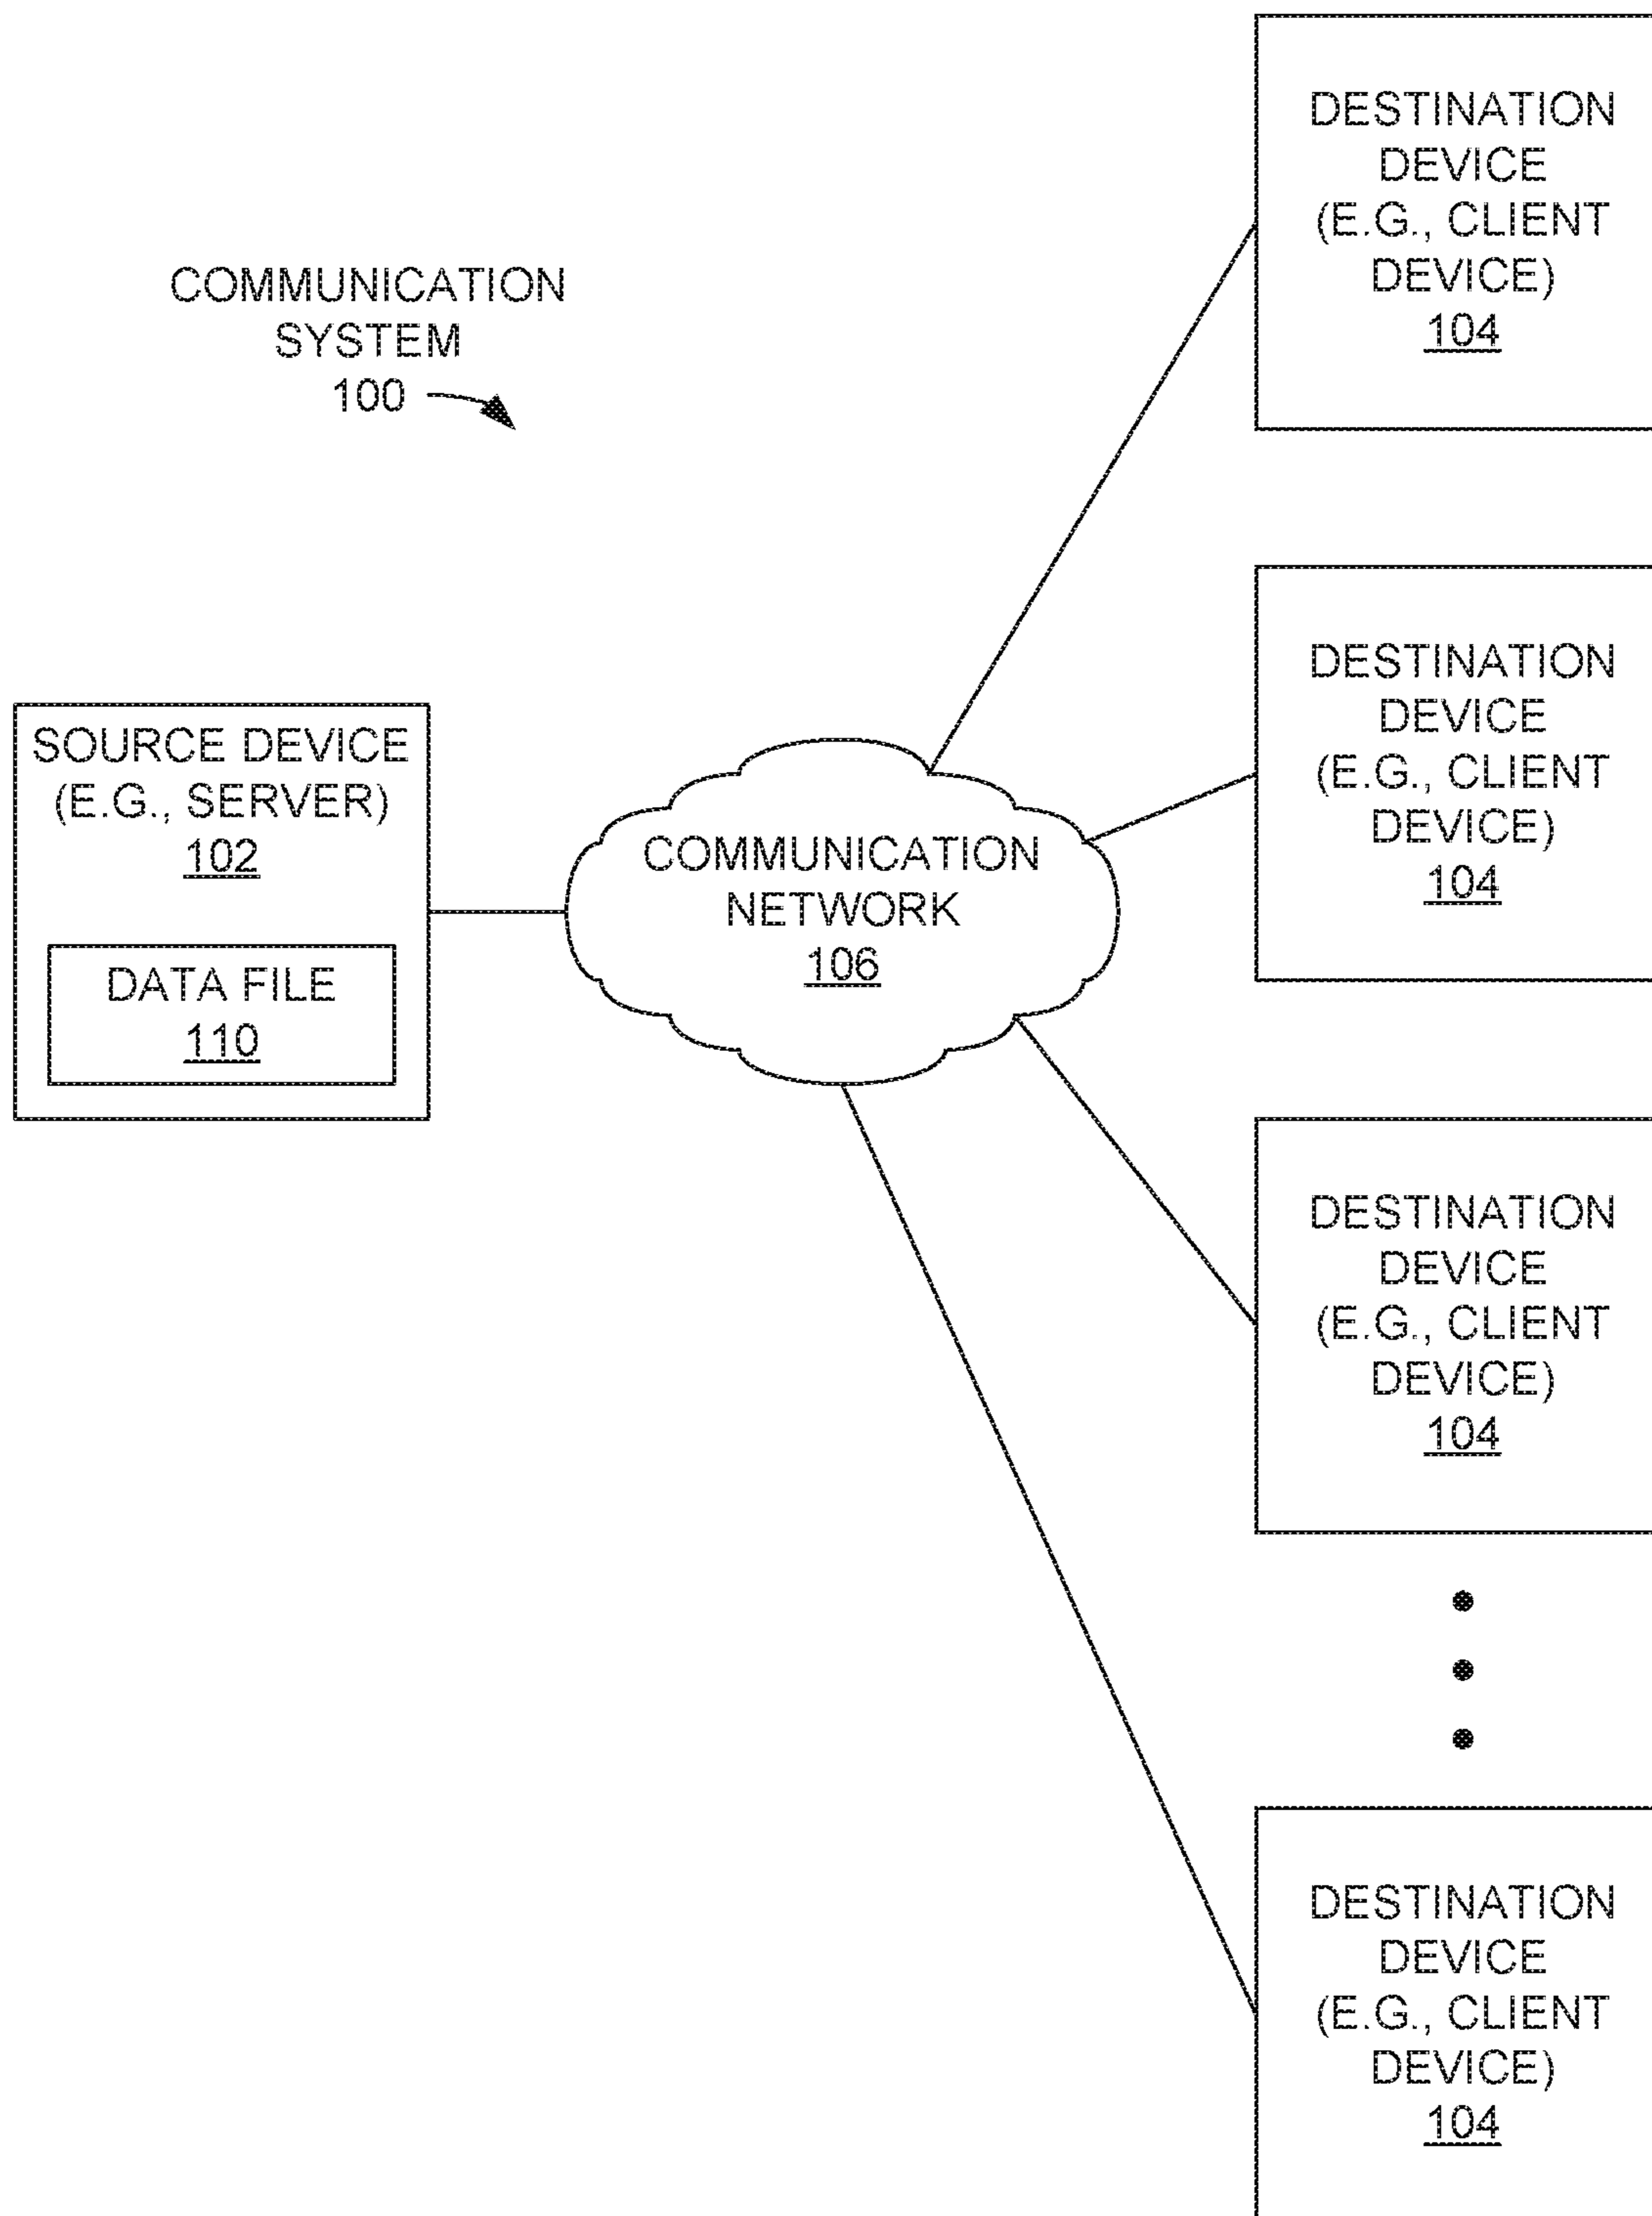 COMMUNICATION
SYSTEM
100
SOURCE DEVICE
(E.G., SERVER)
102
DATA FILE
110
COMMUNICATION
NETWORK
106
DESTINATION
DEVICE
(E.G., CLIENT
DEVICE)
104
DESTINATION
DEVICE
(E.G., CLIENT
DEVICE)
104
DESTINATION
DEVICE
(E.G., CLIENT
DEVICE)
104
DESTINATION
DEVICE
(E.G., CLIENT
DEVICE)
104